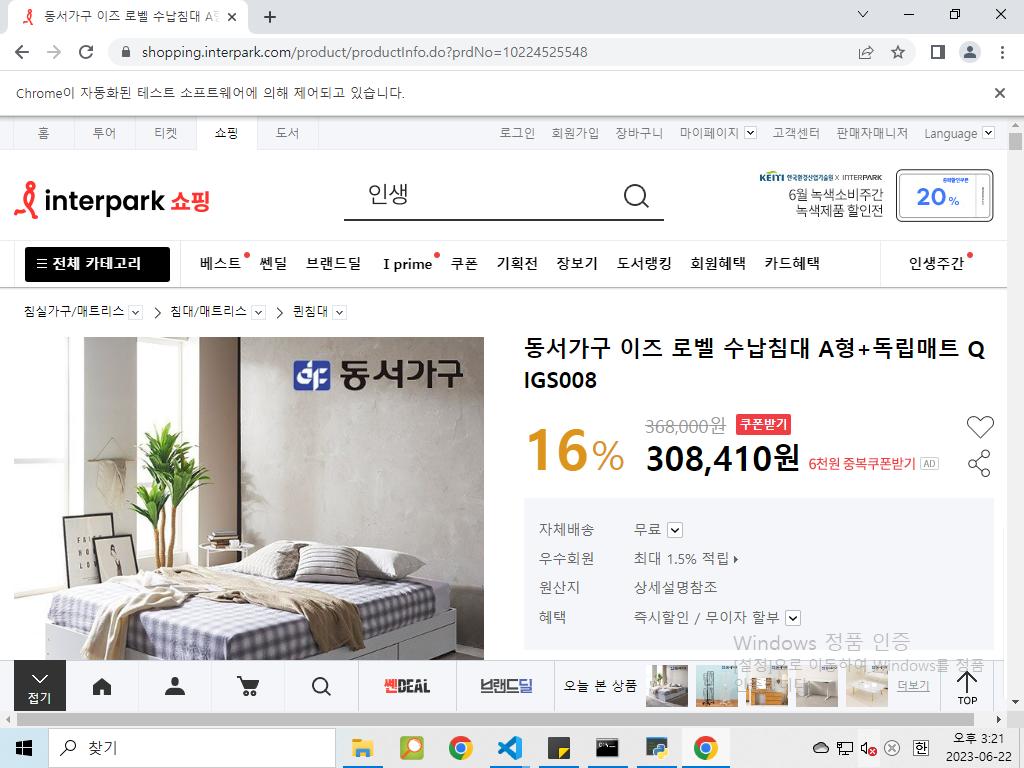 동서가구 이즈 로벨 수납침대 A형
shopping.interpark.com/product/productInfo.do?prdNo=10224525548
Chrome이 자동화된 테스트 소프트웨어에 의해 제어되고 있습니다.
홈 투어 티켓 쇼핑 도서 로그인 회원가입 장바구니 마이페이지 고객센터 판매자매니저 Language
interpark 쇼핑
인생
KEITI 한국환경산업기술원 X INTERPARK
6월 녹색소비주간
녹색제품 할인전
20%
전체 카테고리 베스트 쎈딜 브랜드딜 I prime 쿠폰 기획전 장보기 도서랭킹 회원혜택 카드혜택 인생주간
침실가구/매트리스 침대/매트리스 퀸침대
동서가구
동서가구 이즈 로벨 수납침대 A형+독립매트 Q
IGS008
16%
368,000원 쿠폰받기
308,410원 6천원 중복쿠폰받기 AD
자체배송 무료
우수회원 최대 1.5% 적립
원산지 상세설명참조
혜택 즉시할인 / 무이자 할부
Windows 정품 인증
[설정]으로 이동하여 Windows를 정품
접기
쎈DEAL 브랜드딜 오늘 본 상품 더보기 TOP
찾기
한
오후 3:21
2023-06-22